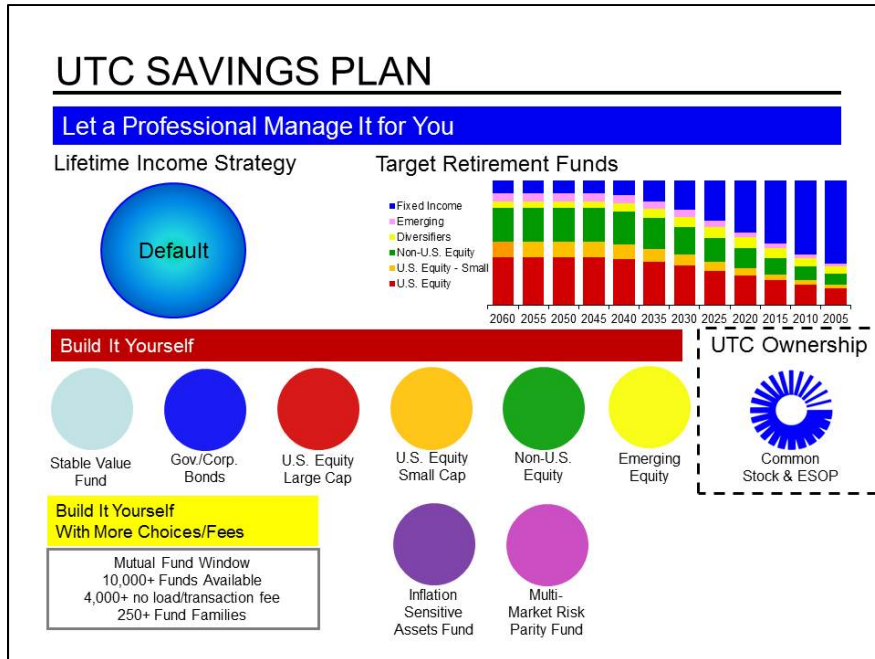 UTC SAVINGS PLAN
Let a Professional Manage It for You
Lifetime Income Strategy
Default
Target Retirement Funds
Fixed Income
Emerging
Diversifiers
Non-U.S. Equity
U.S. Equity - Small
U.S. Equity
2060 2055 2050 2045 2040 2035 2030 2025 2020 2015 2010 2005
Build It Yourself
Stable Value
Fund
Gov./Corp.
Bonds
U.S. Equity
Large Cap
U.S. Equity
Small Cap
Non-U.S.
Equity
Emerging
Equity
UTC Ownership
Common
Stock & ESOP
Build It Yourself
With More Choices/Fees
Mutual Fund Window
10,000+ Funds Available
4,000+ no load/transaction fee
250+ Fund Families
Inflation
Sensitive
Assets Fund
Multi-
Market Risk
Parity Fund